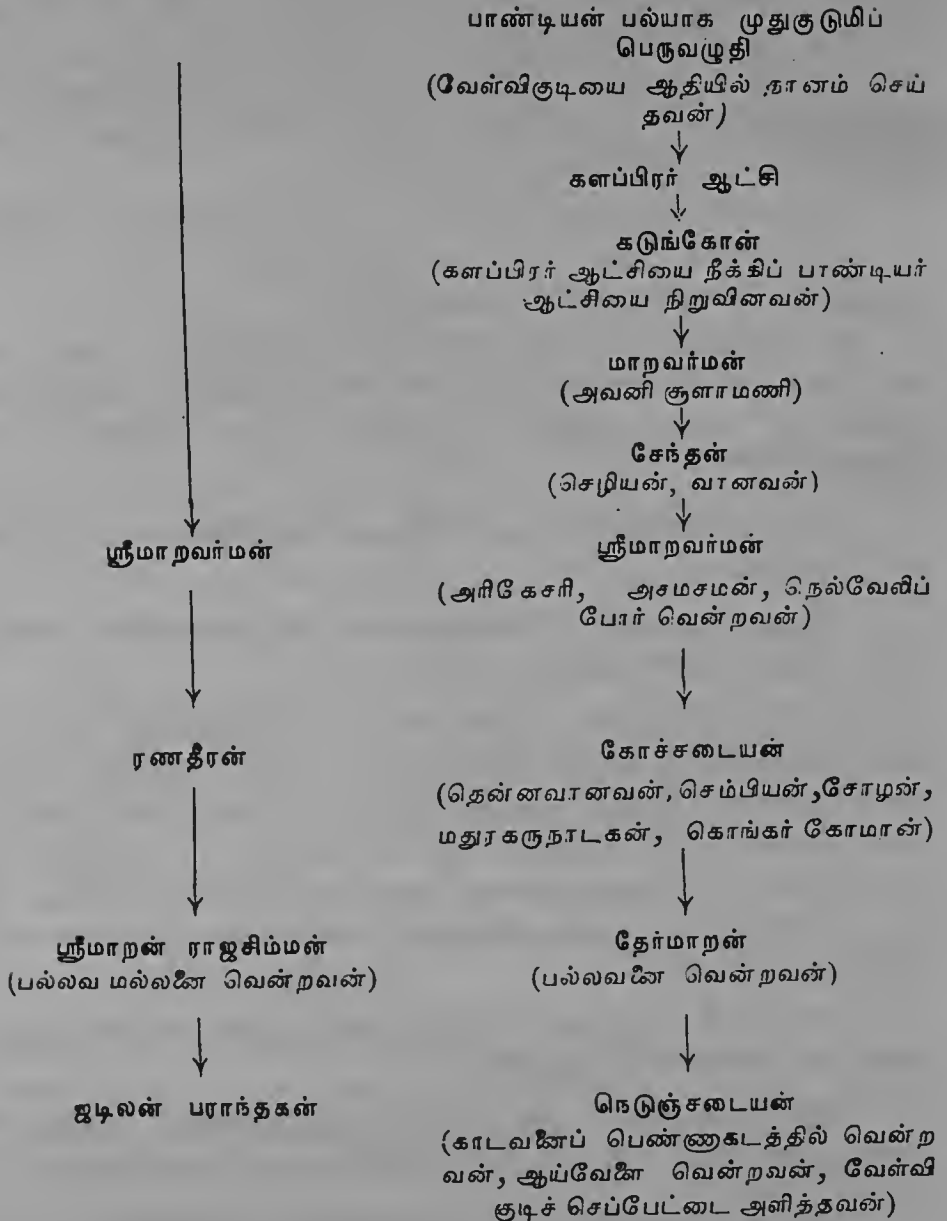 பாண்டியன் பல்யாக முதுகுடுமிப்
பெருவழுதி
(வேள்விகுடியை ஆதியில் தானம் செய்
தவன்)
களப்பிரர் ஆட்சி
கடுங்கோன்
(களப்பிரர் ஆட்சியை நீக்கிப் பாண்டியர்
ஆட்சியை நிறுவினவன்)
மாறவர்மன்
(அவனி சூளாமணி)
சேந்தன்
(செழியன், வானவன்)
ஸ்ரீமாறவர்மன்
ஸ்ரீமாறவர்மன்
(அரிகேசரி, அசமசமன், நெல்வேலிப்
போர் வென்றவன்)
ரணதீரன்
கோச்சடையன்
(தென்னவானவன், செம்பியன், சோழன்,
மதுரகருநாடகன், கொங்கர் கோமான்)
ஸ்ரீமாறன் ராஜசிம்மன்
(பல்லவ மல்லனை வென்றவன்)
தேர்மாறன்
(பல்லவனை வென்றவன்)
ஜடிலன் பராந்தகன்
நெடுஞ்சடையன்
(காடவனைப் பெண்ணாகடத்தில் வென்ற
வன், ஆய்வேளை வென்றவன், வேள்வி
குடிச் செப்பேட்டை அளித்தவன்)